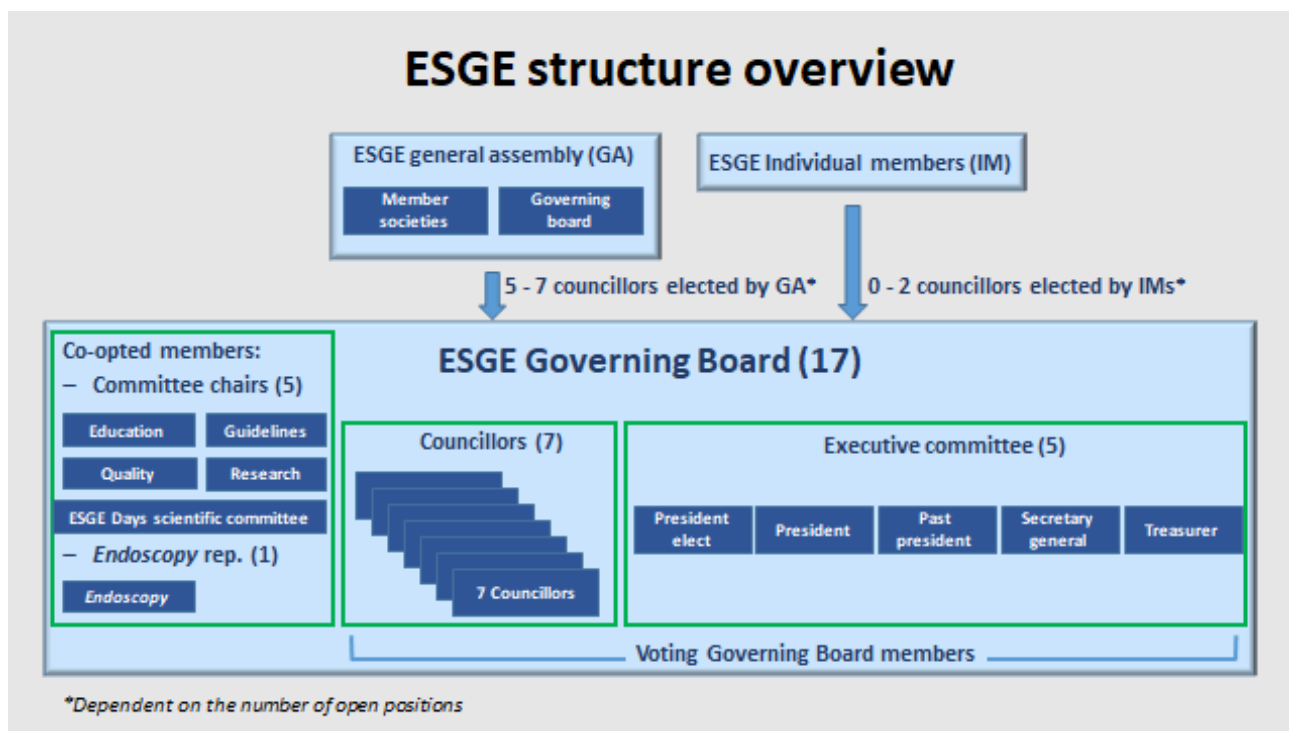 ESGE structure overview
ESGE general assembly (GA)
Member
societies
Governing
board
ESGE Individual members (IM)
5 - 7 councillors elected by GA*
0 - 2 councillors elected by IMs*
ESGE Governing Board (17)
Co-opted members:
– Committee chairs (5)
Education
Guidelines
Quality
Research
ESGE Days scientific committee
– Endoscopy rep. (1)
Endoscopy
Councillors (7)
7 Councillors
Executive committee (5)
President
elect
President
Past
president
Secretary
general
Treasurer
Voting Governing Board members
*Dependent on the number of open positions